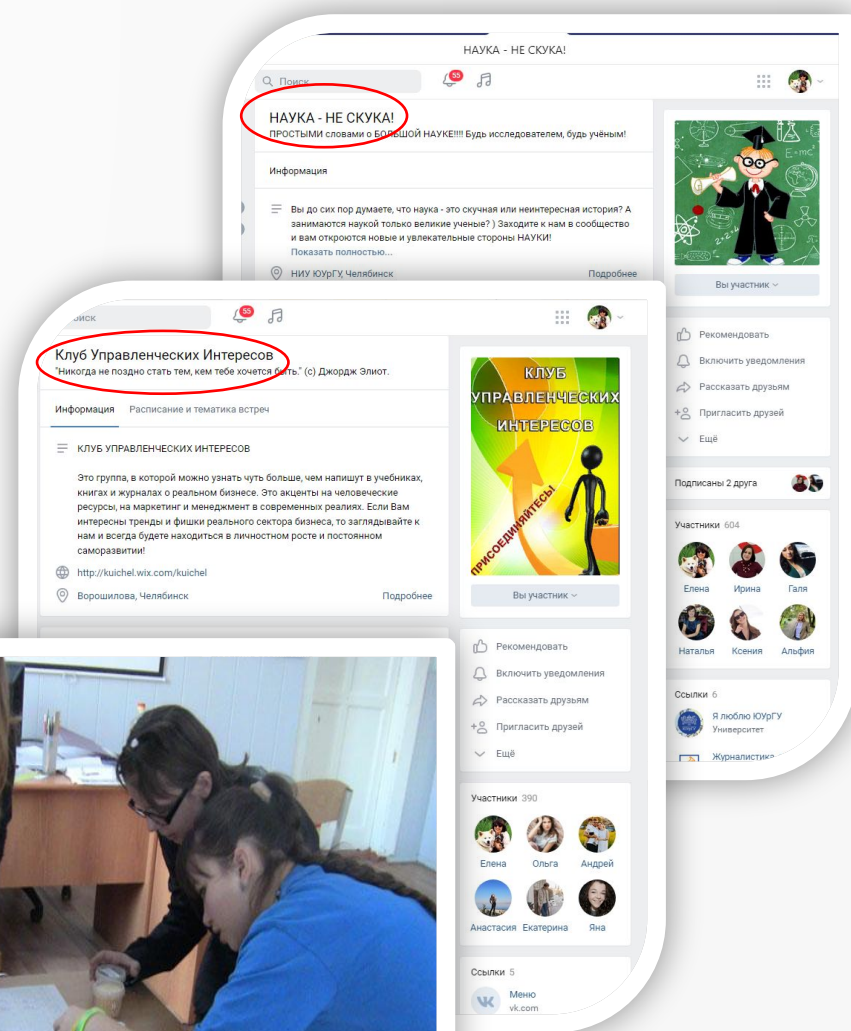 НАУКА - НЕ СКУКА!
Поиск
55
НАУКА - НЕ СКУКА!
ПРОСТЫМИ словами о БОЛЬШОЙ НАУКЕ!!!! Будь исследователем, будь учёным!
Информация
Вы до сих пор думаете, что наука - это скучная или неинтересная история? А
занимаются наукой только великие ученые? ) Заходите к нам в сообщество
и вам откроются новые и увлекательные стороны НАУКИ!
Показать полностью...
НИУ ЮУрГУ, Челябинск
Подробнее
E=mc²
2+2=4
Вы участник
Рекомендовать
Включить уведомления
Рассказать друзьям
Пригласить друзей
Ещё
Подписаны 2 друга
Участники 604
Елена Ирина Галя
Наталья Ксения Альфия
Ссылки 6
Я люблю ЮУрГУ
Университет
Журналистика
55
Клуб Управленческих Интересов
"Никогда не поздно стать тем, кем тебе хочется быть." (с) Джордж Элиот.
Информация Расписание и тематика встреч
КЛУБ УПРАВЛЕНЧЕСКИХ ИНТЕРЕСОВ
Это группа, в которой можно узнать чуть больше, чем напишут в учебниках,
книгах и журналах о реальном бизнесе. Это акценты на человеческие
ресурсы, на маркетинг и менеджмент в современных реалиях. Если Вам
интересны тренды и фишки реального сектора бизнеса, то заглядывайте к
нам и всегда будете находиться в личностном росте и постоянном
саморазвитии!
http://kuichel.wix.com/kuichel
Ворошилова, Челябинск
Подробнее
КЛУБ
УПРАВЛЕНЧЕСКИХ
ИНТЕРЕСОВ
ПРИСОЕДИНЯЙТЕСЬ!
Вы участник
Рекомендовать
Включить уведомления
Рассказать друзьям
Пригласить друзей
Ещё
Участники 390
Елена Ольга Андрей
Анастасия Екатерина Яна
Ссылки 5
Меню
vk.com